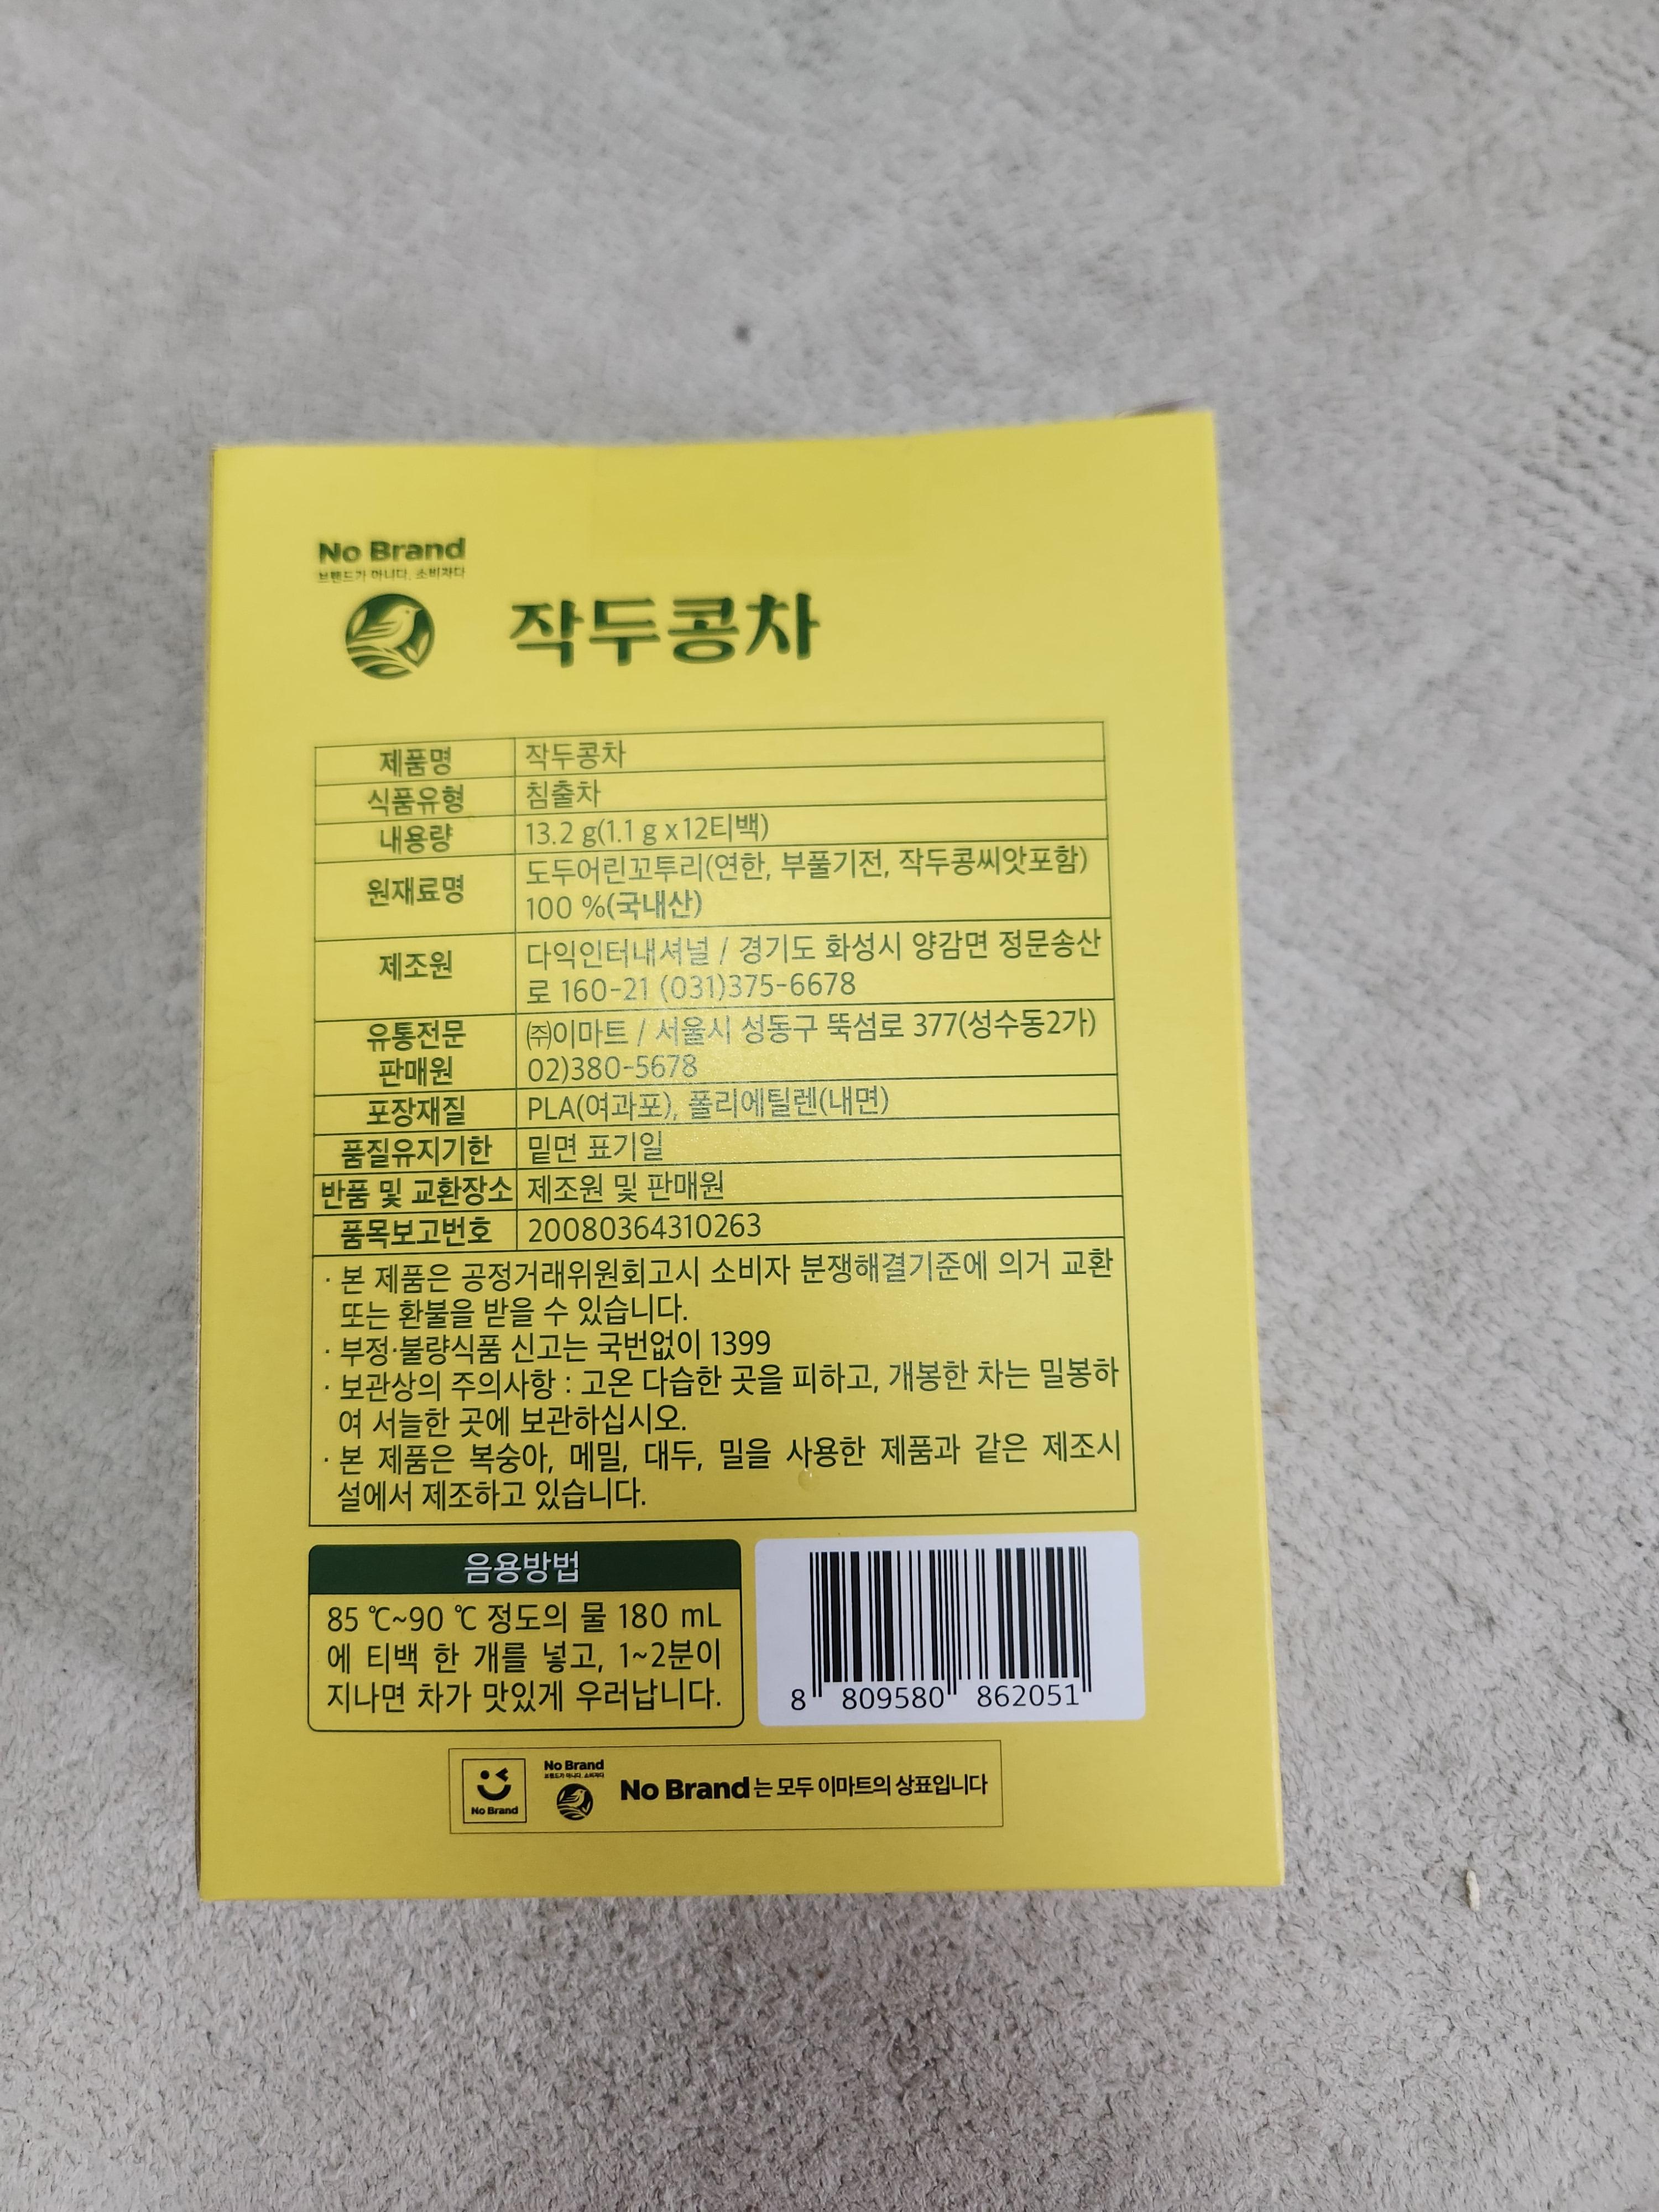 No Brand
브랜드가 아니다. 소비자다
작두콩차
제품명 작두콩차
식품유형 침출차
내용량 13.2 g(1.1 g x12티백)
원재료명 도두어린꼬투리(연한, 부풀기전, 작두콩씨앗포함)
100 %(국내산)
제조원 다익인터내셔널 / 경기도 화성시 양감면 정문송산
로 160-21 (031)375-6678
유통전문
판매원
㈜이마트 / 서울시 성동구 뚝섬로 377(성수동2가)
02)380-5678
포장재질 PLA(여과포), 폴리에틸렌(내면)
품질유지기한 밑면 표기일
반품 및 교환장소 제조원 및 판매원
품목보고번호 20080364310263
· 본 제품은 공정거래위원회고시 소비자 분쟁해결기준에 의거 교환
또는 환불을 받을 수 있습니다.
· 부정·불량식품 신고는 국번없이 1399
· 보관상의 주의사항 : 고온 다습한 곳을 피하고, 개봉한 차는 밀봉하
여 서늘한 곳에 보관하십시오.
· 본 제품은 복숭아, 메밀, 대두, 밀을 사용한 제품과 같은 제조시
설에서 제조하고 있습니다.
음용방법
85 ℃~90 ℃ 정도의 물 180 mL
에 티백 한 개를 넣고, 1~2분이
지나면 차가 맛있게 우러납니다.
8 809580 862051
No Brand
No Brand
브랜드가 아니다. 소비자다
No Brand는 모두 이마트의 상표입니다